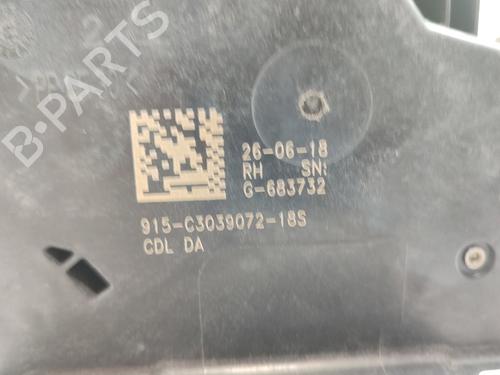 26-06-18
RH SN:
G-683732
915-C3039072-18S
CDL DA
B-PARTS